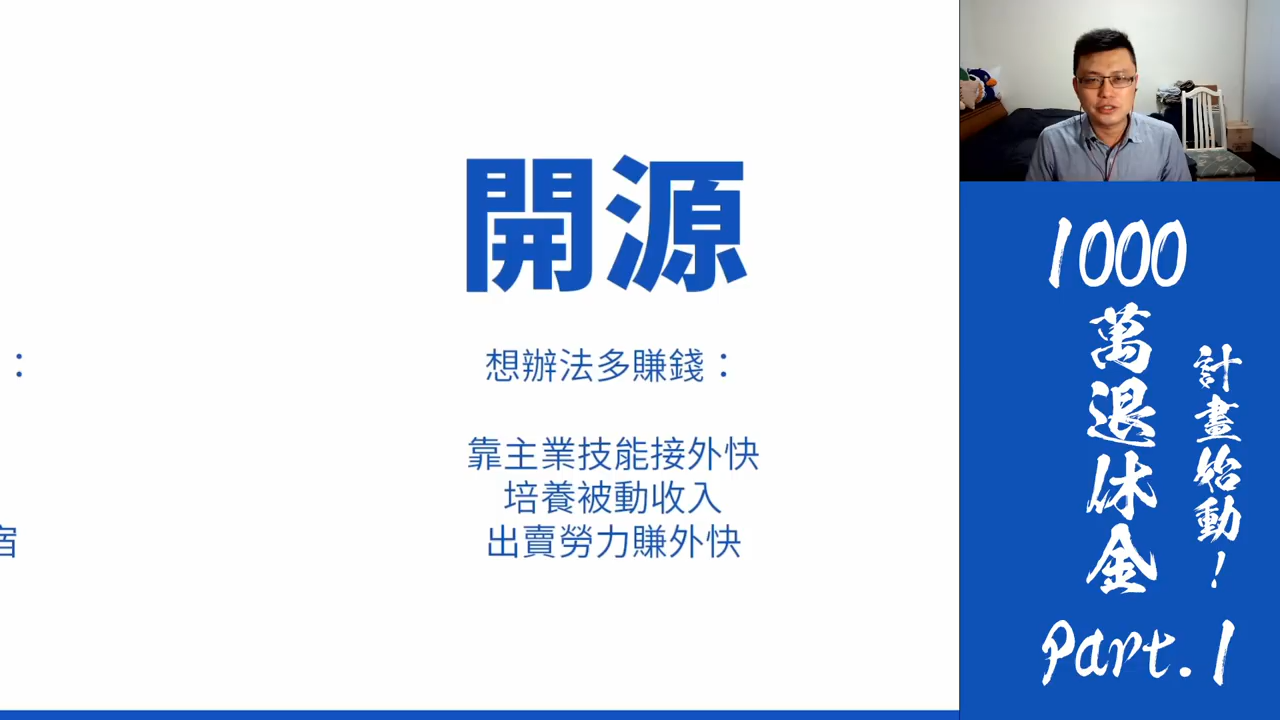 開源
：
想辦法多賺錢：
靠主業技能接外快
培養被動收入
出賣勞力賺外快
宿
1000
萬退休金
計畫始動！
Part.1